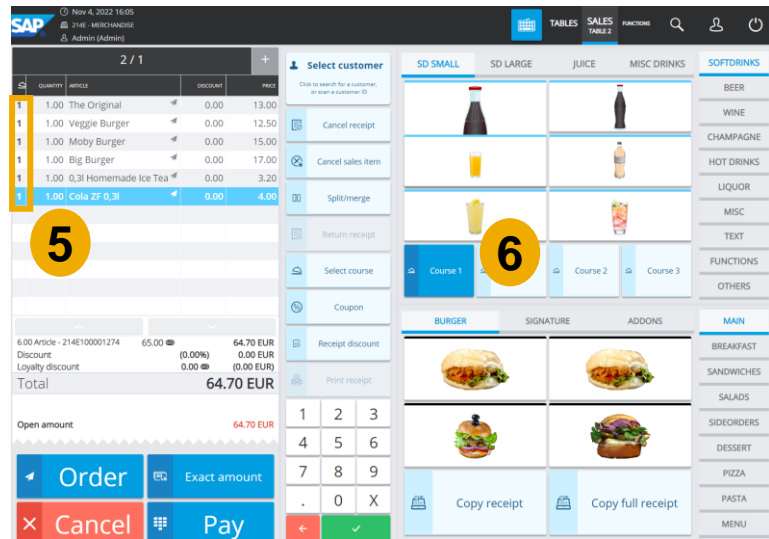 SAP
Nov 4, 2022 16:05
214E - MERCHANDISE
Admin (Admin)
TABLES
SALES
TABLE 2
FUNCTIONS
2 / 1
+
QUANTITY ARTICLE DISCOUNT PRICE
1 1.00 The Original 0.00 13.00
1 1.00 Veggie Burger 0.00 12.50
1 1.00 Moby Burger 0.00 15.00
1 1.00 Big Burger 0.00 17.00
1 1.00 0,3l Homemade Ice Tea 0.00 3.20
1 1.00 Cola ZF 0,3l 0.00 4.00
5
6.00 Article - 214E100001274 65.00 64.70 EUR
Discount (0.00%) 0.00 EUR
Loyalty discount 0.00 (0.00 EUR)
Total 64.70 EUR
Open amount 64.70 EUR
Order
Exact amount
Cancel
Pay
Select customer
Click to search for a customer,
or scan a customer ID
Cancel receipt
Cancel sales item
Split/merge
Return receipt
Select course
Coupon
Receipt discount
Print receipt
1 2 3
4 5 6
7 8 9
. 0 X
SD SMALL SD LARGE JUICE MISC DRINKS
6
Course 1 Course 2 Course 3
BURGER SIGNATURE ADDONS
Copy receipt Copy full receipt
SOFTDRINKS
BEER
WINE
CHAMPAGNE
HOT DRINKS
LIQUOR
MISC
TEXT
FUNCTIONS
OTHERS
MAIN
BREAKFAST
SANDWICHES
SALADS
SIDEORDERS
DESSERT
PIZZA
PASTA
MENU